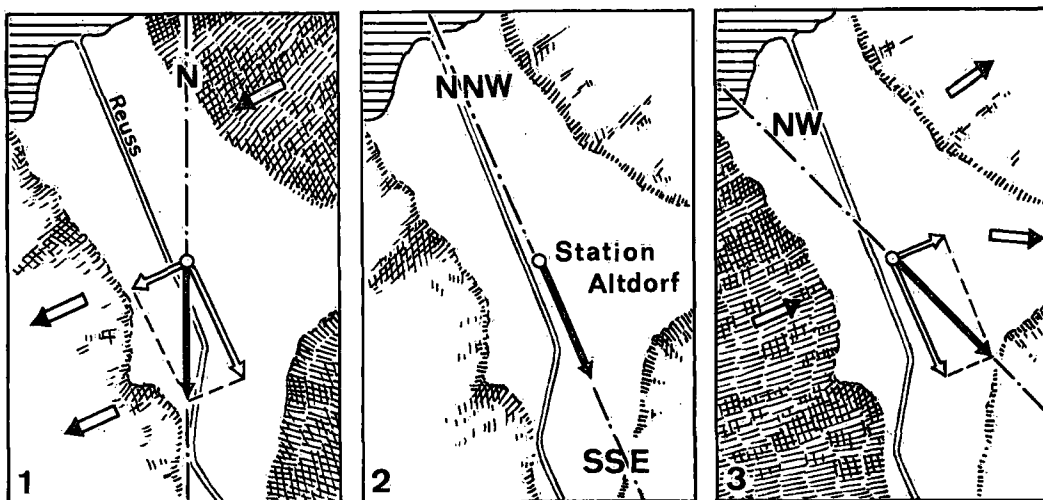 N
Reuss
1
NNW
Station
Altdorf
SSE
2
NW
3